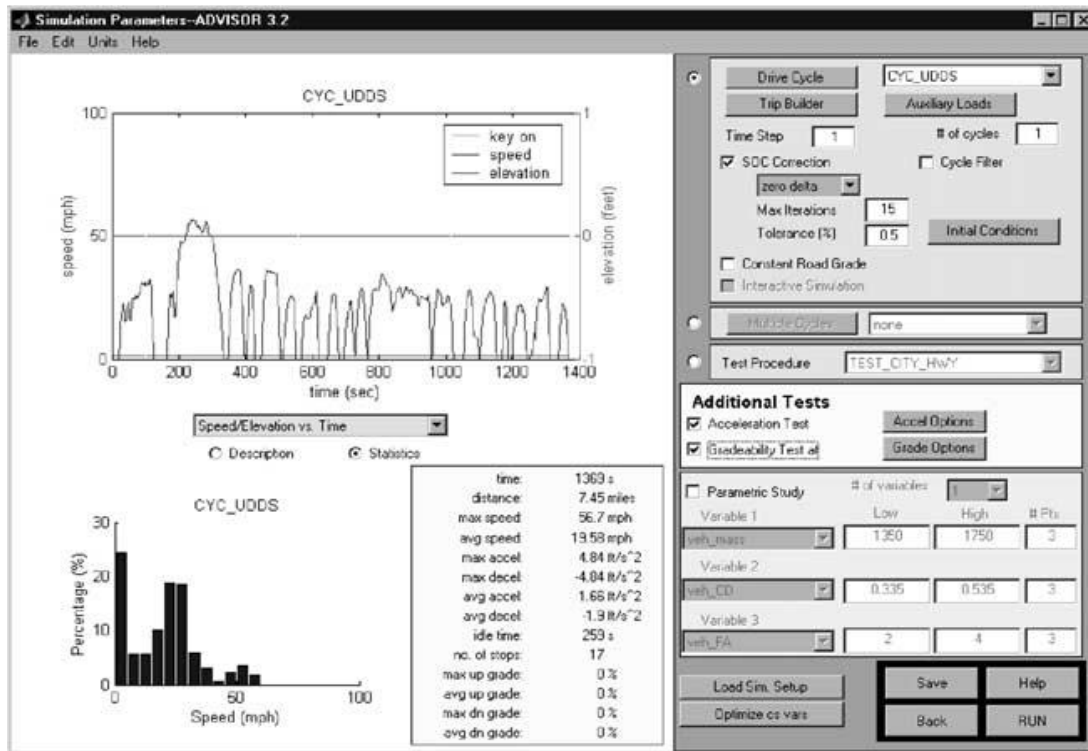 Simulation Parameters--ADVISOR 3.2
File Edit Units Help
CYC_UDDS
100
50
0
speed (mph)
1
0
-1
elevation (feet)
key on
speed
elevation
0 200 400 600 800 1000 1200 1400
time (sec)
Speed/Elevation vs. Time
Description Statistics
CYC_UDDS
30
20
10
0
Percentage (%)
0 50 100
Speed (mph)
time: 1369 s
distance: 7.45 miles
max speed: 56.7 mph
avg speed: 19.58 mph
max accel: 4.84 ft/s^2
max decel: -4.84 ft/s^2
avg accel: 1.66 ft/s^2
avg decel: -1.9 ft/s^2
idle time: 259 s
no. of stops: 17
max up grade: 0 %
avg up grade: 0 %
max dn grade: 0 %
avg dn grade: 0 %
Drive Cycle CYC_UDDS
Trip Builder Auxiliary Loads
Time Step 1 # of cycles 1
SOC Correction Cycle Filter
zero delta
Max Iterations 15
Tolerance (%) 0.5 Initial Conditions
Constant Road Grade
Interactive Simulation
Multiple Cycles none
Test Procedure TEST_CITY_HWY
Additional Tests
Acceleration Test Accel Options
Gradeability Test at Grade Options
Parametric Study # of variables 1
Variable 1 Low High # Pts
veh_mass 1350 1750 3
Variable 2
veh_CD 0.335 0.535 3
Variable 3
veh_FA 2 4 3
Load Sim. Setup Save Help
Optimize cs vars Back RUN